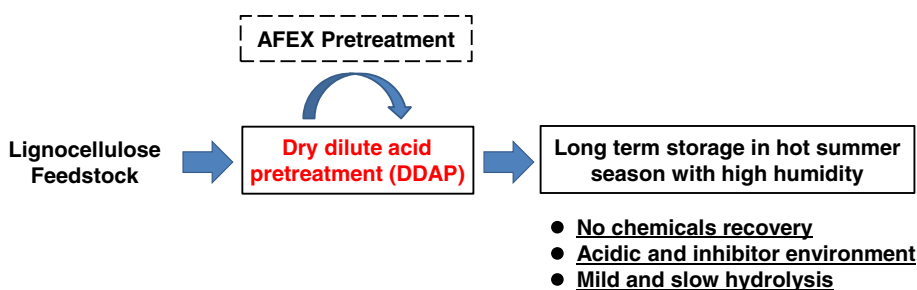 AFEX Pretreatment
Lignocellulose
Feedstock
Dry dilute acid
pretreatment (DDAP)
Long term storage in hot summer
season with high humidity
● No chemicals recovery
● Acidic and inhibitor environment
● Mild and slow hydrolysis